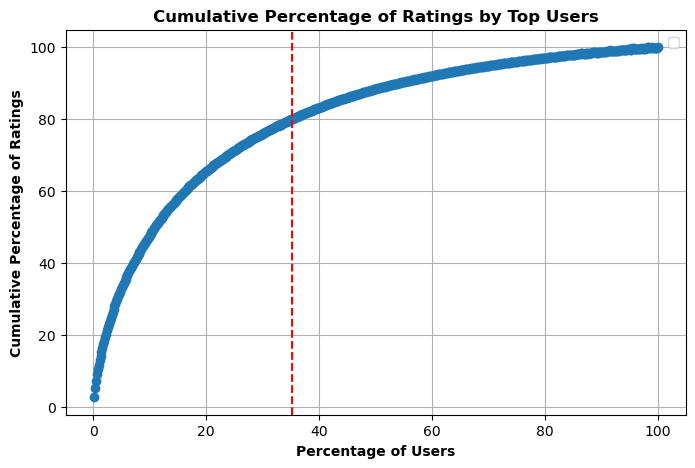 Cumulative Percentage of Ratings by Top Users
Cumulative Percentage of Ratings
100
80
60
40
20
0
0 20 40 60 80 100
Percentage of Users